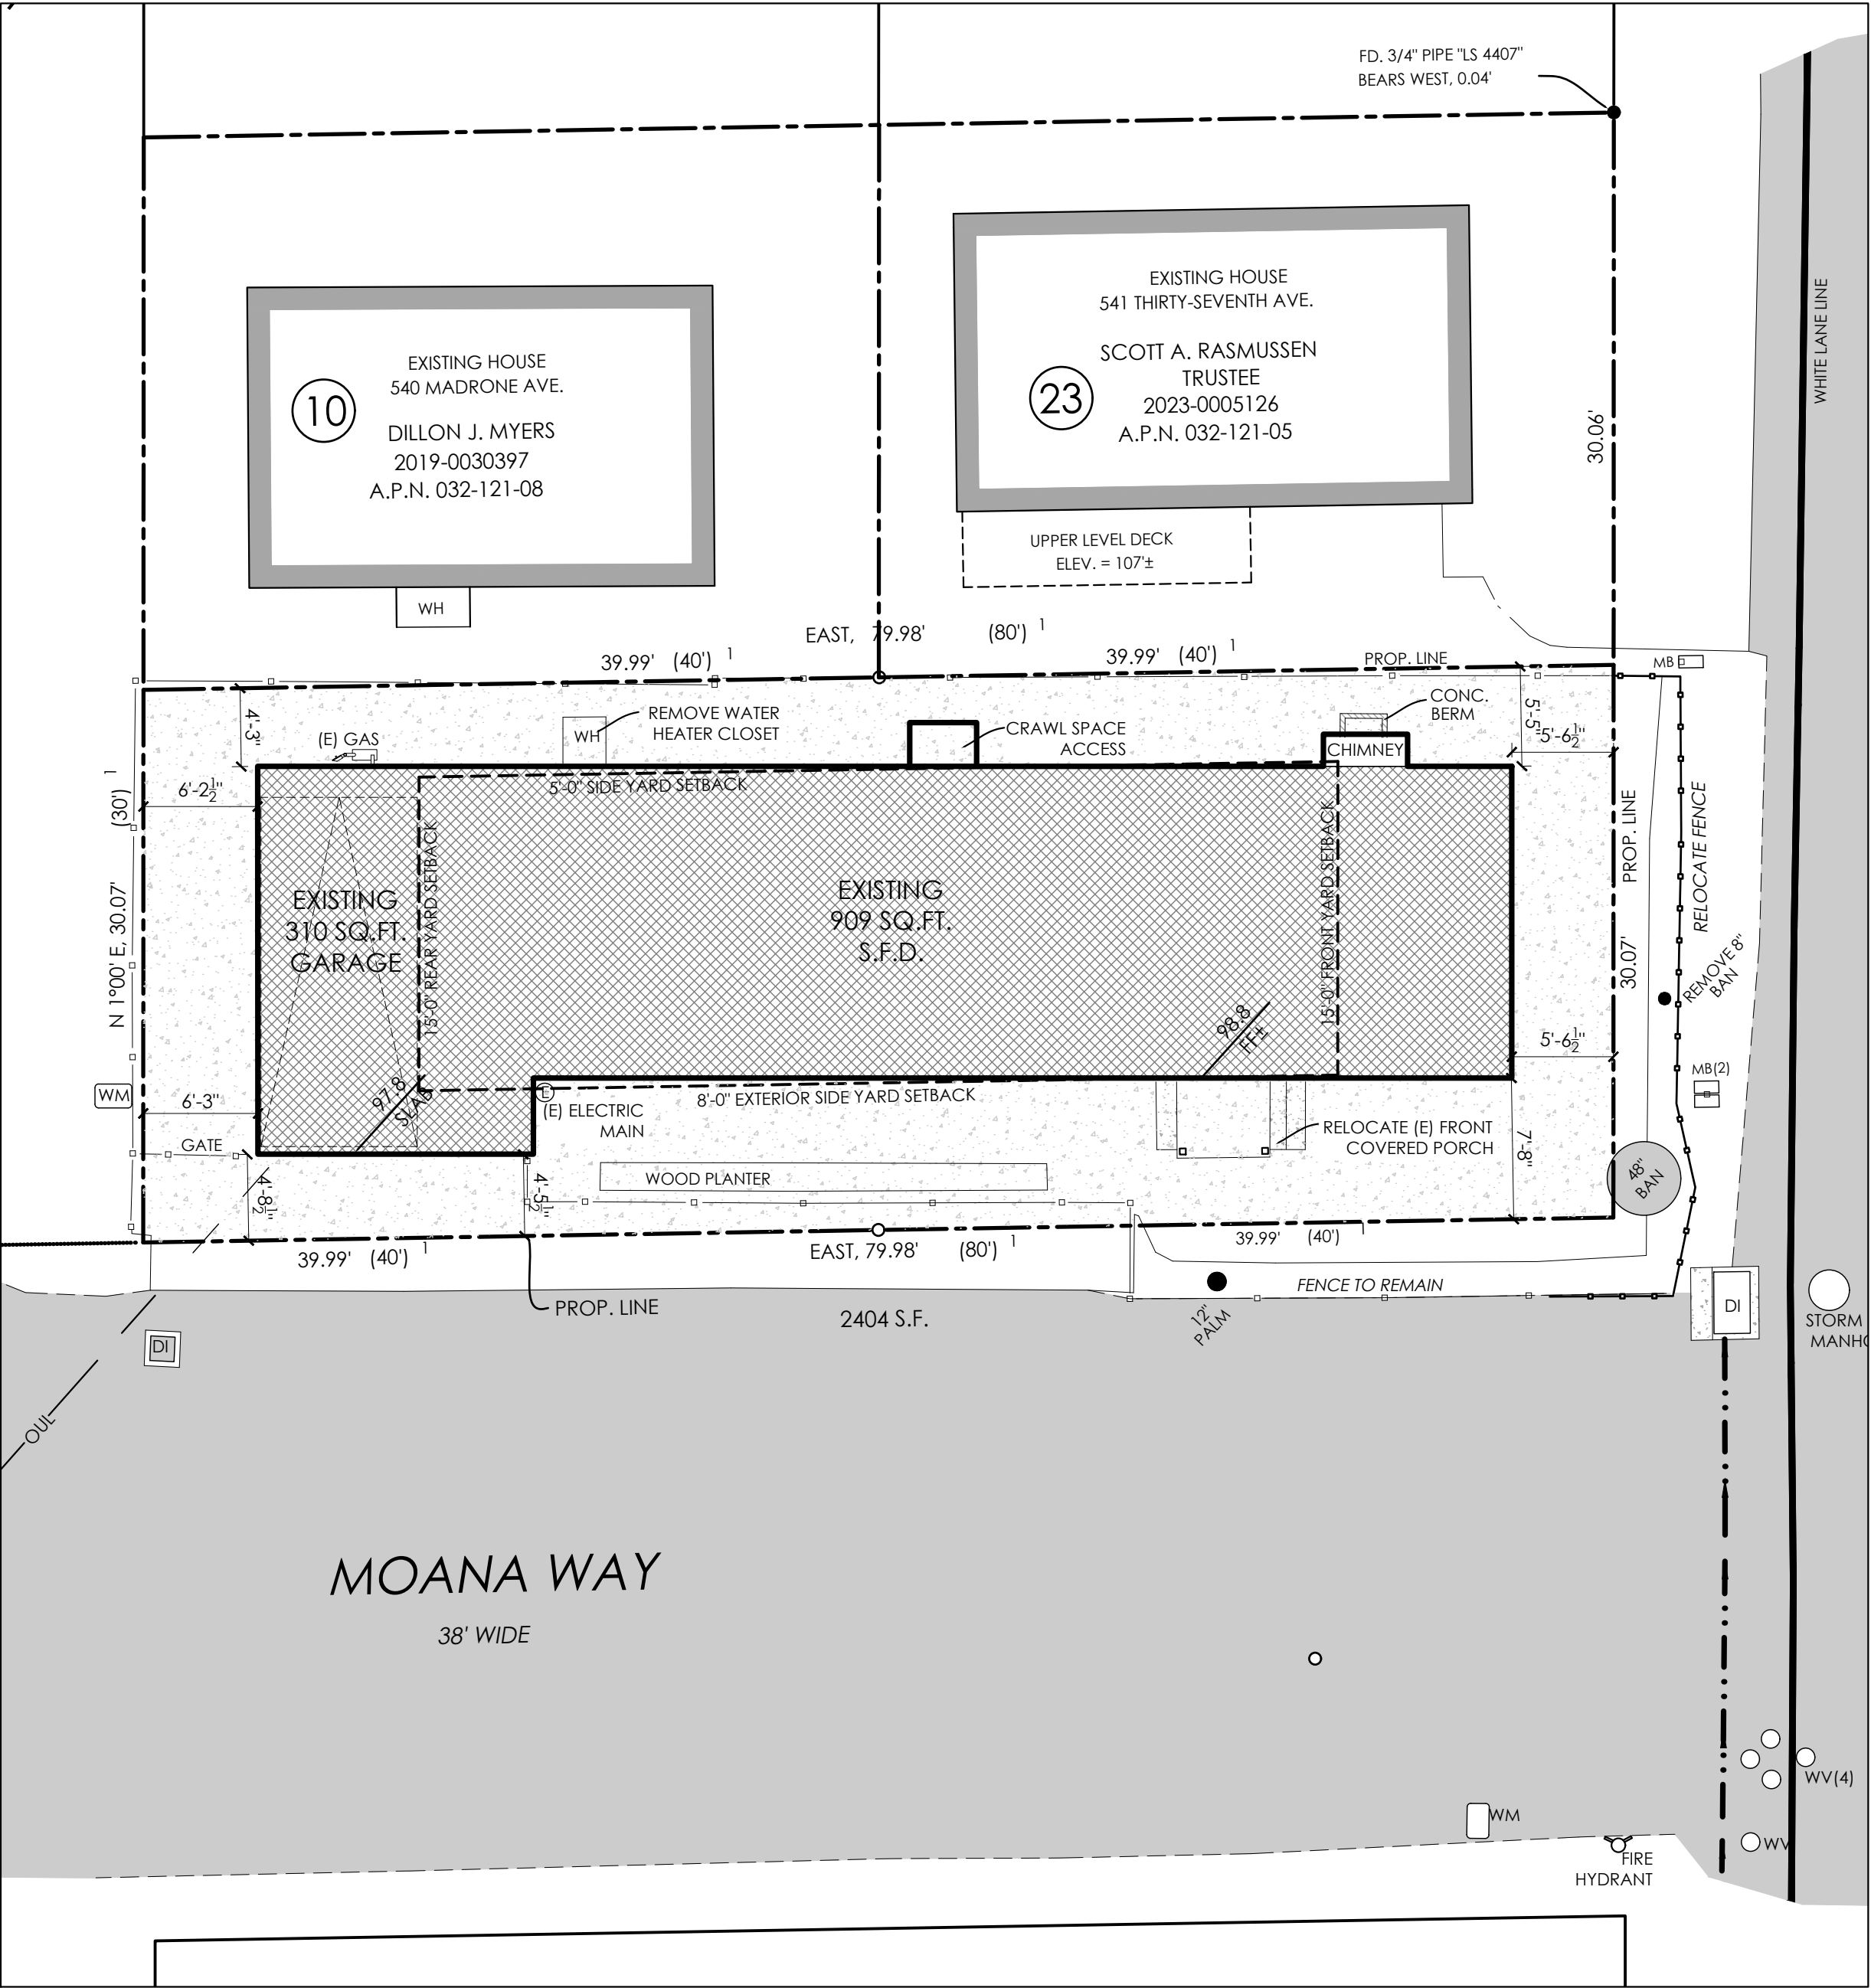 FD. 3/4" PIPE "LS 4407"
BEARS WEST, 0.04'
EXISTING HOUSE
541 THIRTY-SEVENTH AVE.
SCOTT A. RASMUSSEN
TRUSTEE
2023-0005126
A.P.N. 032-121-05
23
EXISTING HOUSE
540 MADRONE AVE.
10
DILLON J. MYERS
2019-0030397
A.P.N. 032-121-08
WHITE LANE LINE
30.06'
UPPER LEVEL DECK
ELEV. = 107'±
WH
EAST, 79.98' (80') 1
39.99' (40') 1
39.99' (40') 1
PROP. LINE
MB
4'-3"
(E) GAS
WH
REMOVE WATER
HEATER CLOSET
CRAWL SPACE
ACCESS
CONC.
BERM
CHIMNEY
5'-5"
5'-6½"
6'-2½"
5'-0" SIDE YARD SETBACK
N 1°00' E, 30.07' (30') 1
EXISTING
310 SQ.FT.
GARAGE
15'-0" REAR YARD SETBACK
EXISTING
909 SQ.FT.
S.F.D.
15'-0" FRONT YARD SETBACK
98.8
FF±
PROP. LINE
30.07'
RELOCATE FENCE
REMOVE 8"
BAN
5'-6½"
MB(2)
WM
6'-3"
97.8
SLAB
E
(E) ELECTRIC
MAIN
8'-0" EXTERIOR SIDE YARD SETBACK
GATE
4'-8½"
4'-5½"
WOOD PLANTER
RELOCATE (E) FRONT
COVERED PORCH
7'-8"
48"
BAN
39.99' (40') 1
EAST, 79.98' (80') 1
39.99' (40') 1
PROP. LINE
2404 S.F.
12"
PALM
FENCE TO REMAIN
DI
STORM
MANHO
DI
OUL
MOANA WAY
38' WIDE
WV(4)
WM
WV
FIRE
HYDRANT